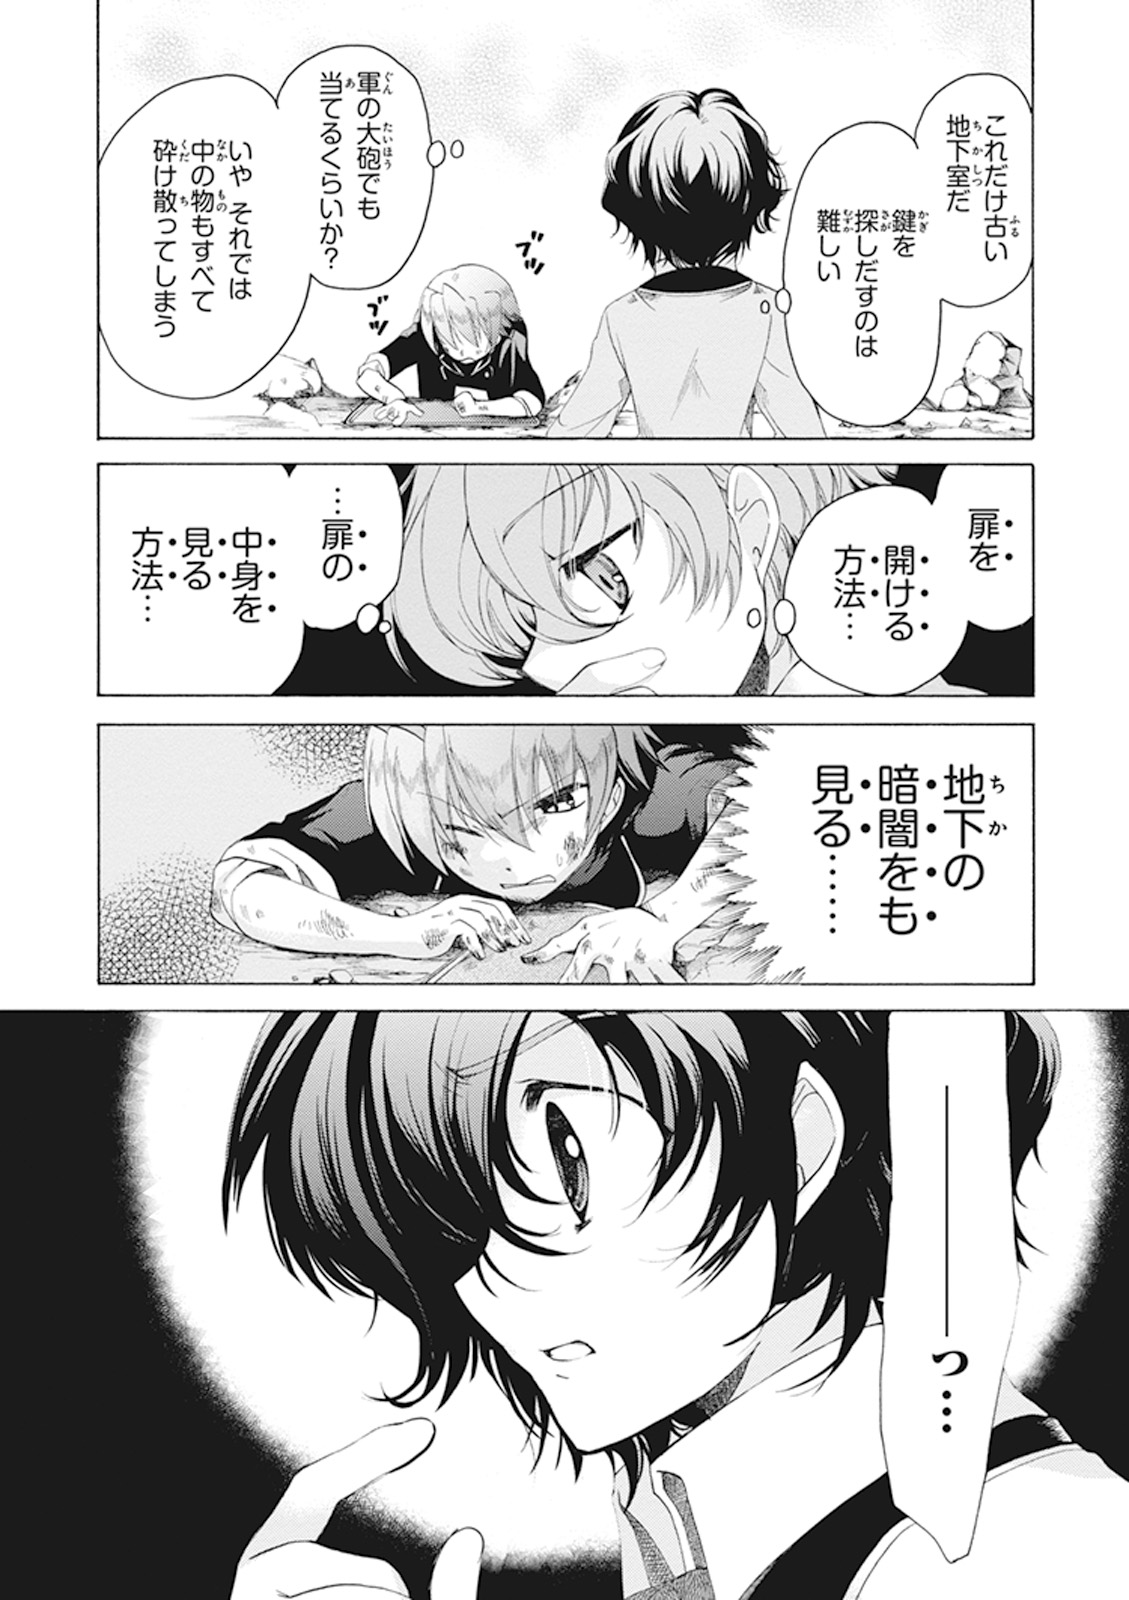 これだけ古い
地下室だ
鍵を
探しだすのは
難しい
軍の大砲でも
当てるくらいか?
いや それでは
中の物もすべて
砕け散ってしまう
ブツ
ブツ
扉を
開ける
方法…
…扉の
中身を
見る
方法…
地下の
暗闇をも
見る……
――っ…